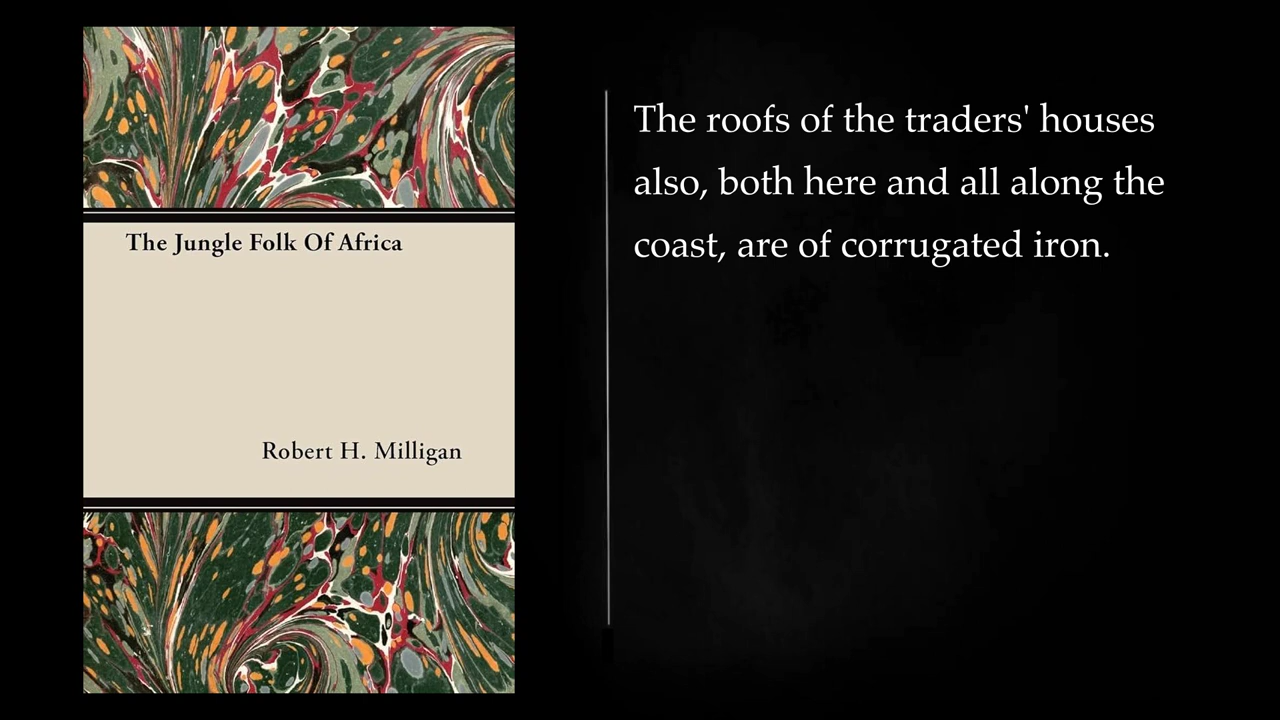 The Jungle Folk Of Africa
Robert H. Milligan
The roofs of the traders' houses
also, both here and all along the
coast, are of corrugated iron.